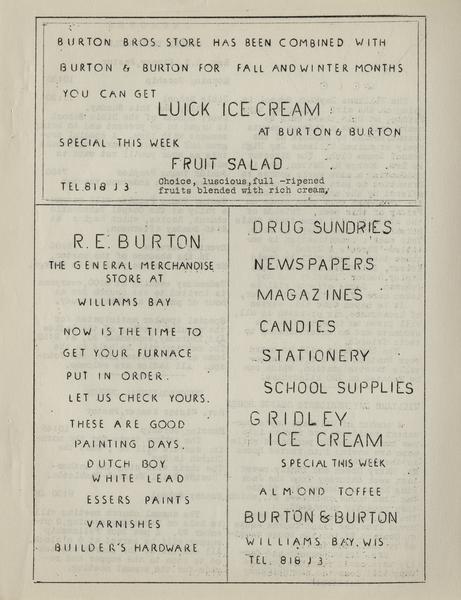 BURTON BROS. STORE HAS BEEN COMBINED WITH
BURTON & BURTON FOR FALL AND WINTER MONTHS
YOU CAN GET
LUICK ICE CREAM
AT BURTON & BURTON
SPECIAL THIS WEEK
FRUIT SALAD
Choice, luscious, full -ripened
fruits blended with rich cream.
TEL. 818 J 3
R. E. BURTON
THE GENERAL MERCHANDISE
STORE AT
WILLIAMS BAY
NOW IS THE TIME TO
GET YOUR FURNACE
PUT IN ORDER.
LET US CHECK YOURS.
THESE ARE GOOD
PAINTING DAYS.
DUTCH BOY
WHITE LEAD
ESSERS PAINTS
VARNISHES
BUILDER'S HARDWARE
DRUG SUNDRIES
NEWSPAPERS
MAGAZINES
CANDIES
STATIONERY
SCHOOL SUPPLIES
GRIDLEY
ICE CREAM
SPECIAL THIS WEEK
ALMOND TOFFEE
BURTON & BURTON
WILLIAMS BAY, WIS.
TEL. 818 J 3